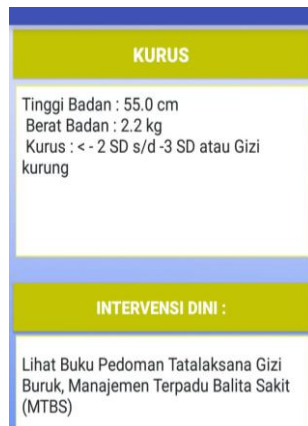 KURUS
Tinggi Badan : 55.0 cm
Berat Badan : 2.2 kg
Kurus : < - 2 SD s/d -3 SD atau Gizi
kurung
INTERVENSI DINI :
Lihat Buku Pedoman Tatalaksana Gizi
Buruk, Manajemen Terpadu Balita Sakit
(MTBS)